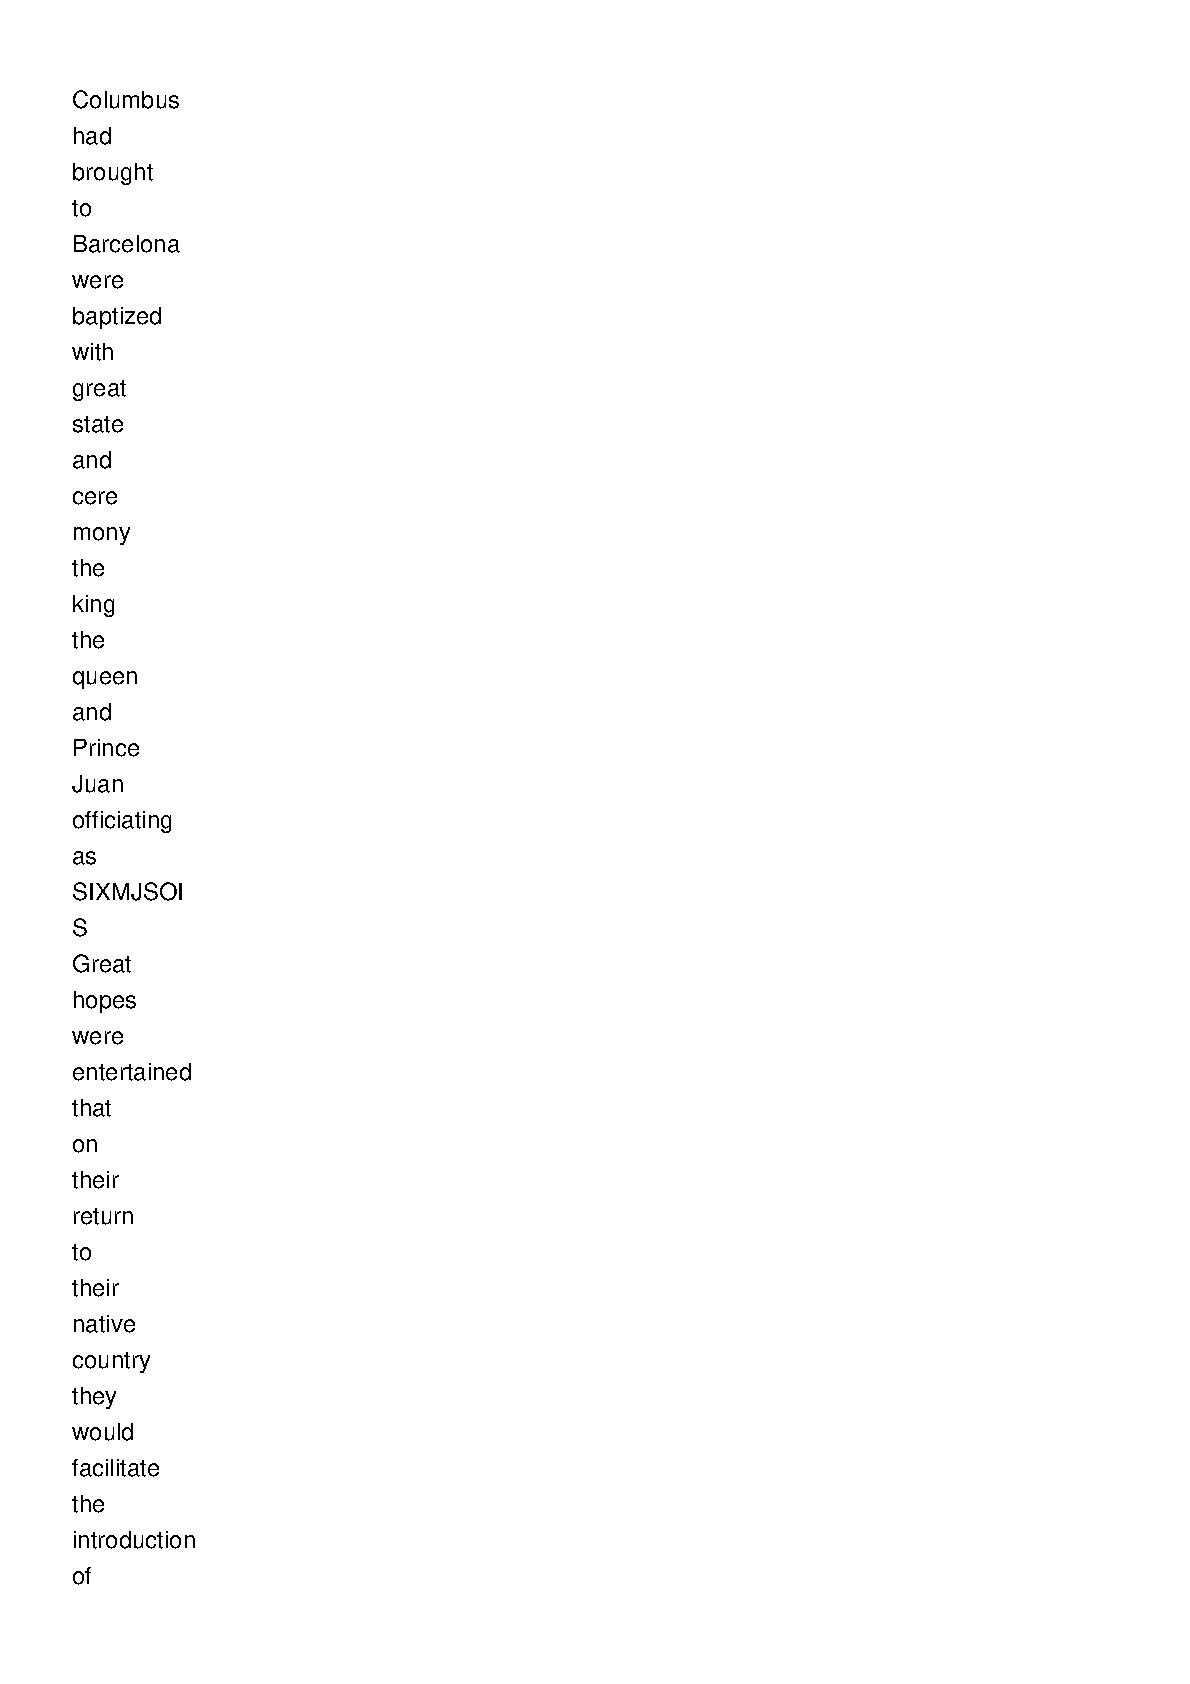 Columbus
had
brought
to
Barcelona
were
baptized
with
great
state
and
cere
mony
the
king
the
queen
and
Prince
Juan
officiating
as
SIXMJSOI
S
Great
hopes
were
entertained
that
on
their
return
to
their
native
country
they
would
facilitate
the
introduction
of